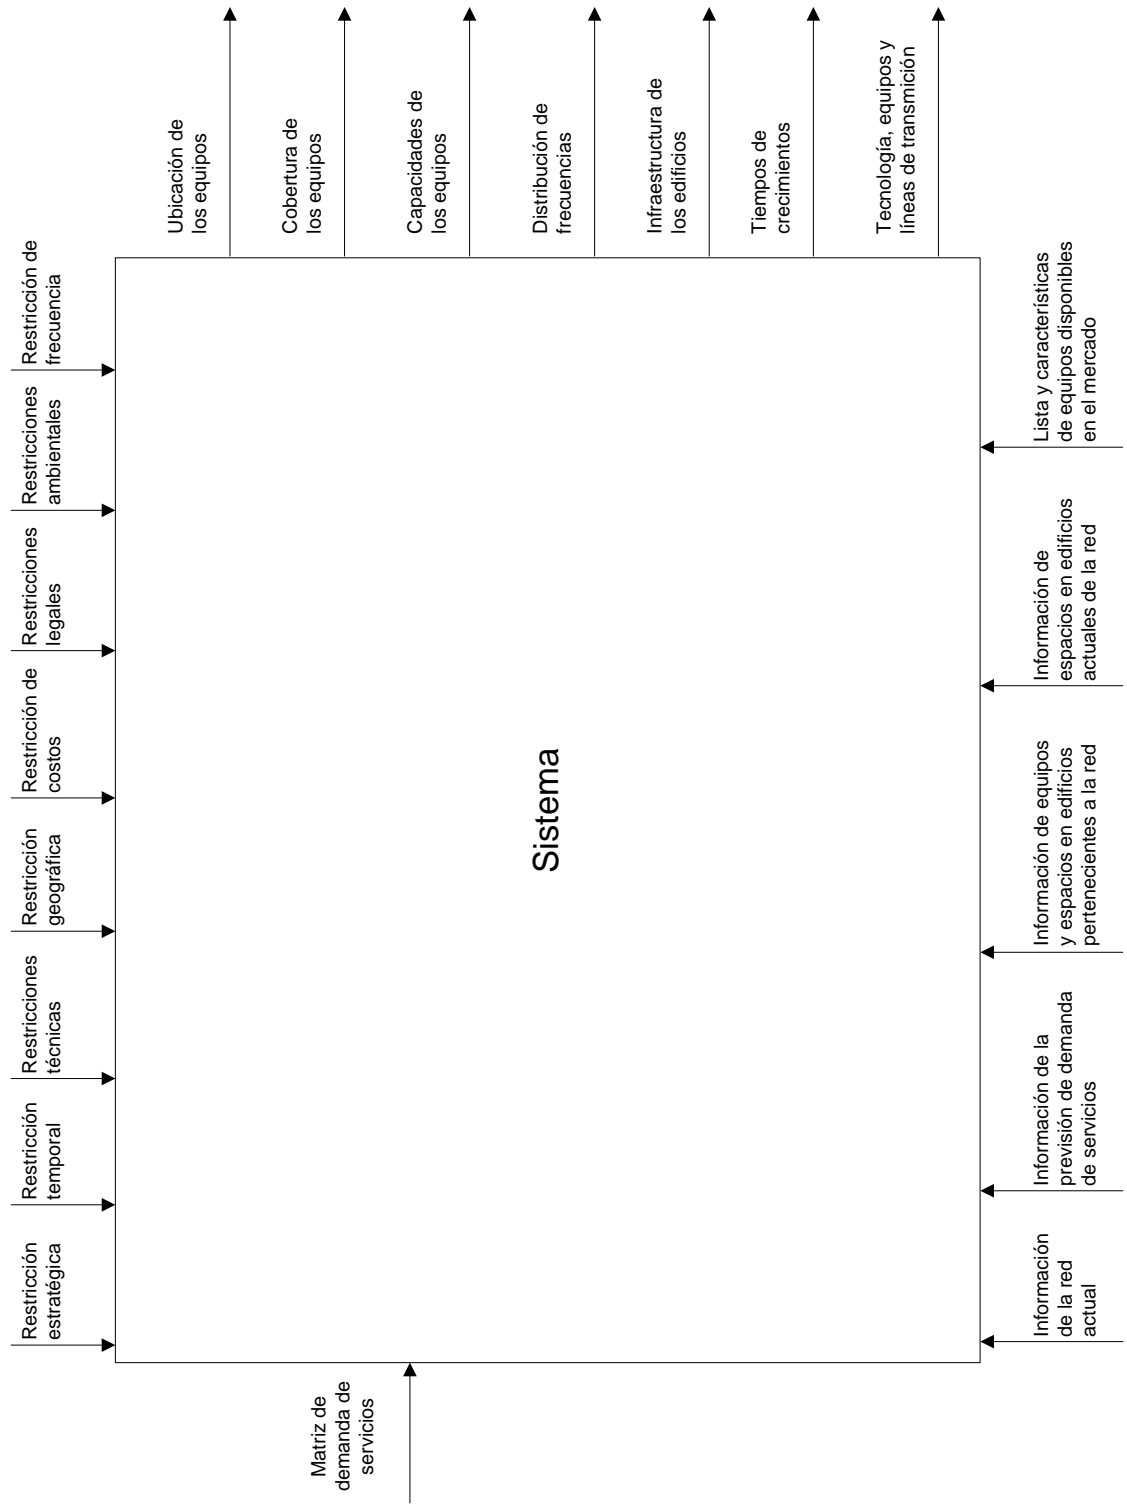 Restricción
estratégica
Restricción
temporal
Restricciones
técnicas
Restricción
geográfica
Restricción de
costos
Restricciones
legales
Restricciones
ambientales
Restricción de
frecuencia
Matriz de
demanda de
servicios
Sistema
Ubicación de
los equipos
Cobertura de
los equipos
Capacidades de
los equipos
Distribución de
frecuencias
Infraestructura de
los edificios
Tiempos de
crecimientos
Tecnología, equipos y
líneas de transmición
Información
de la red
actual
Información de la
previsión de demanda
de servicios
Información de equipos
y espacios en edificios
pertenecientes a la red
Información de
espacios en edificios
actuales de la red
Lista y características
de equipos disponibles
en el mercado